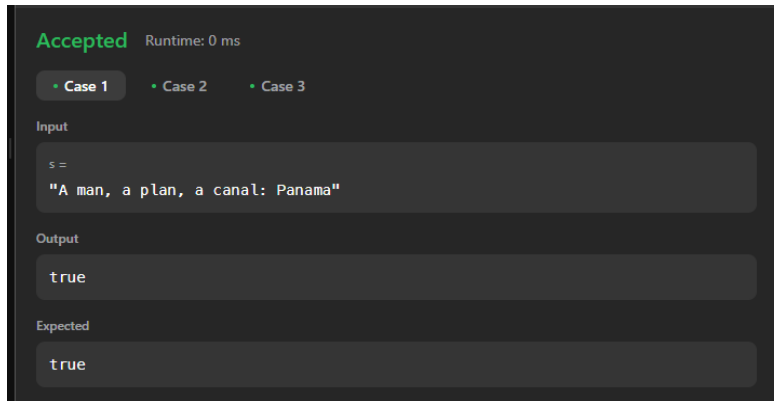 Accepted Runtime: 0 ms
• Case 1 • Case 2 • Case 3
Input
s =
"A man, a plan, a canal: Panama"
Output
true
Expected
true